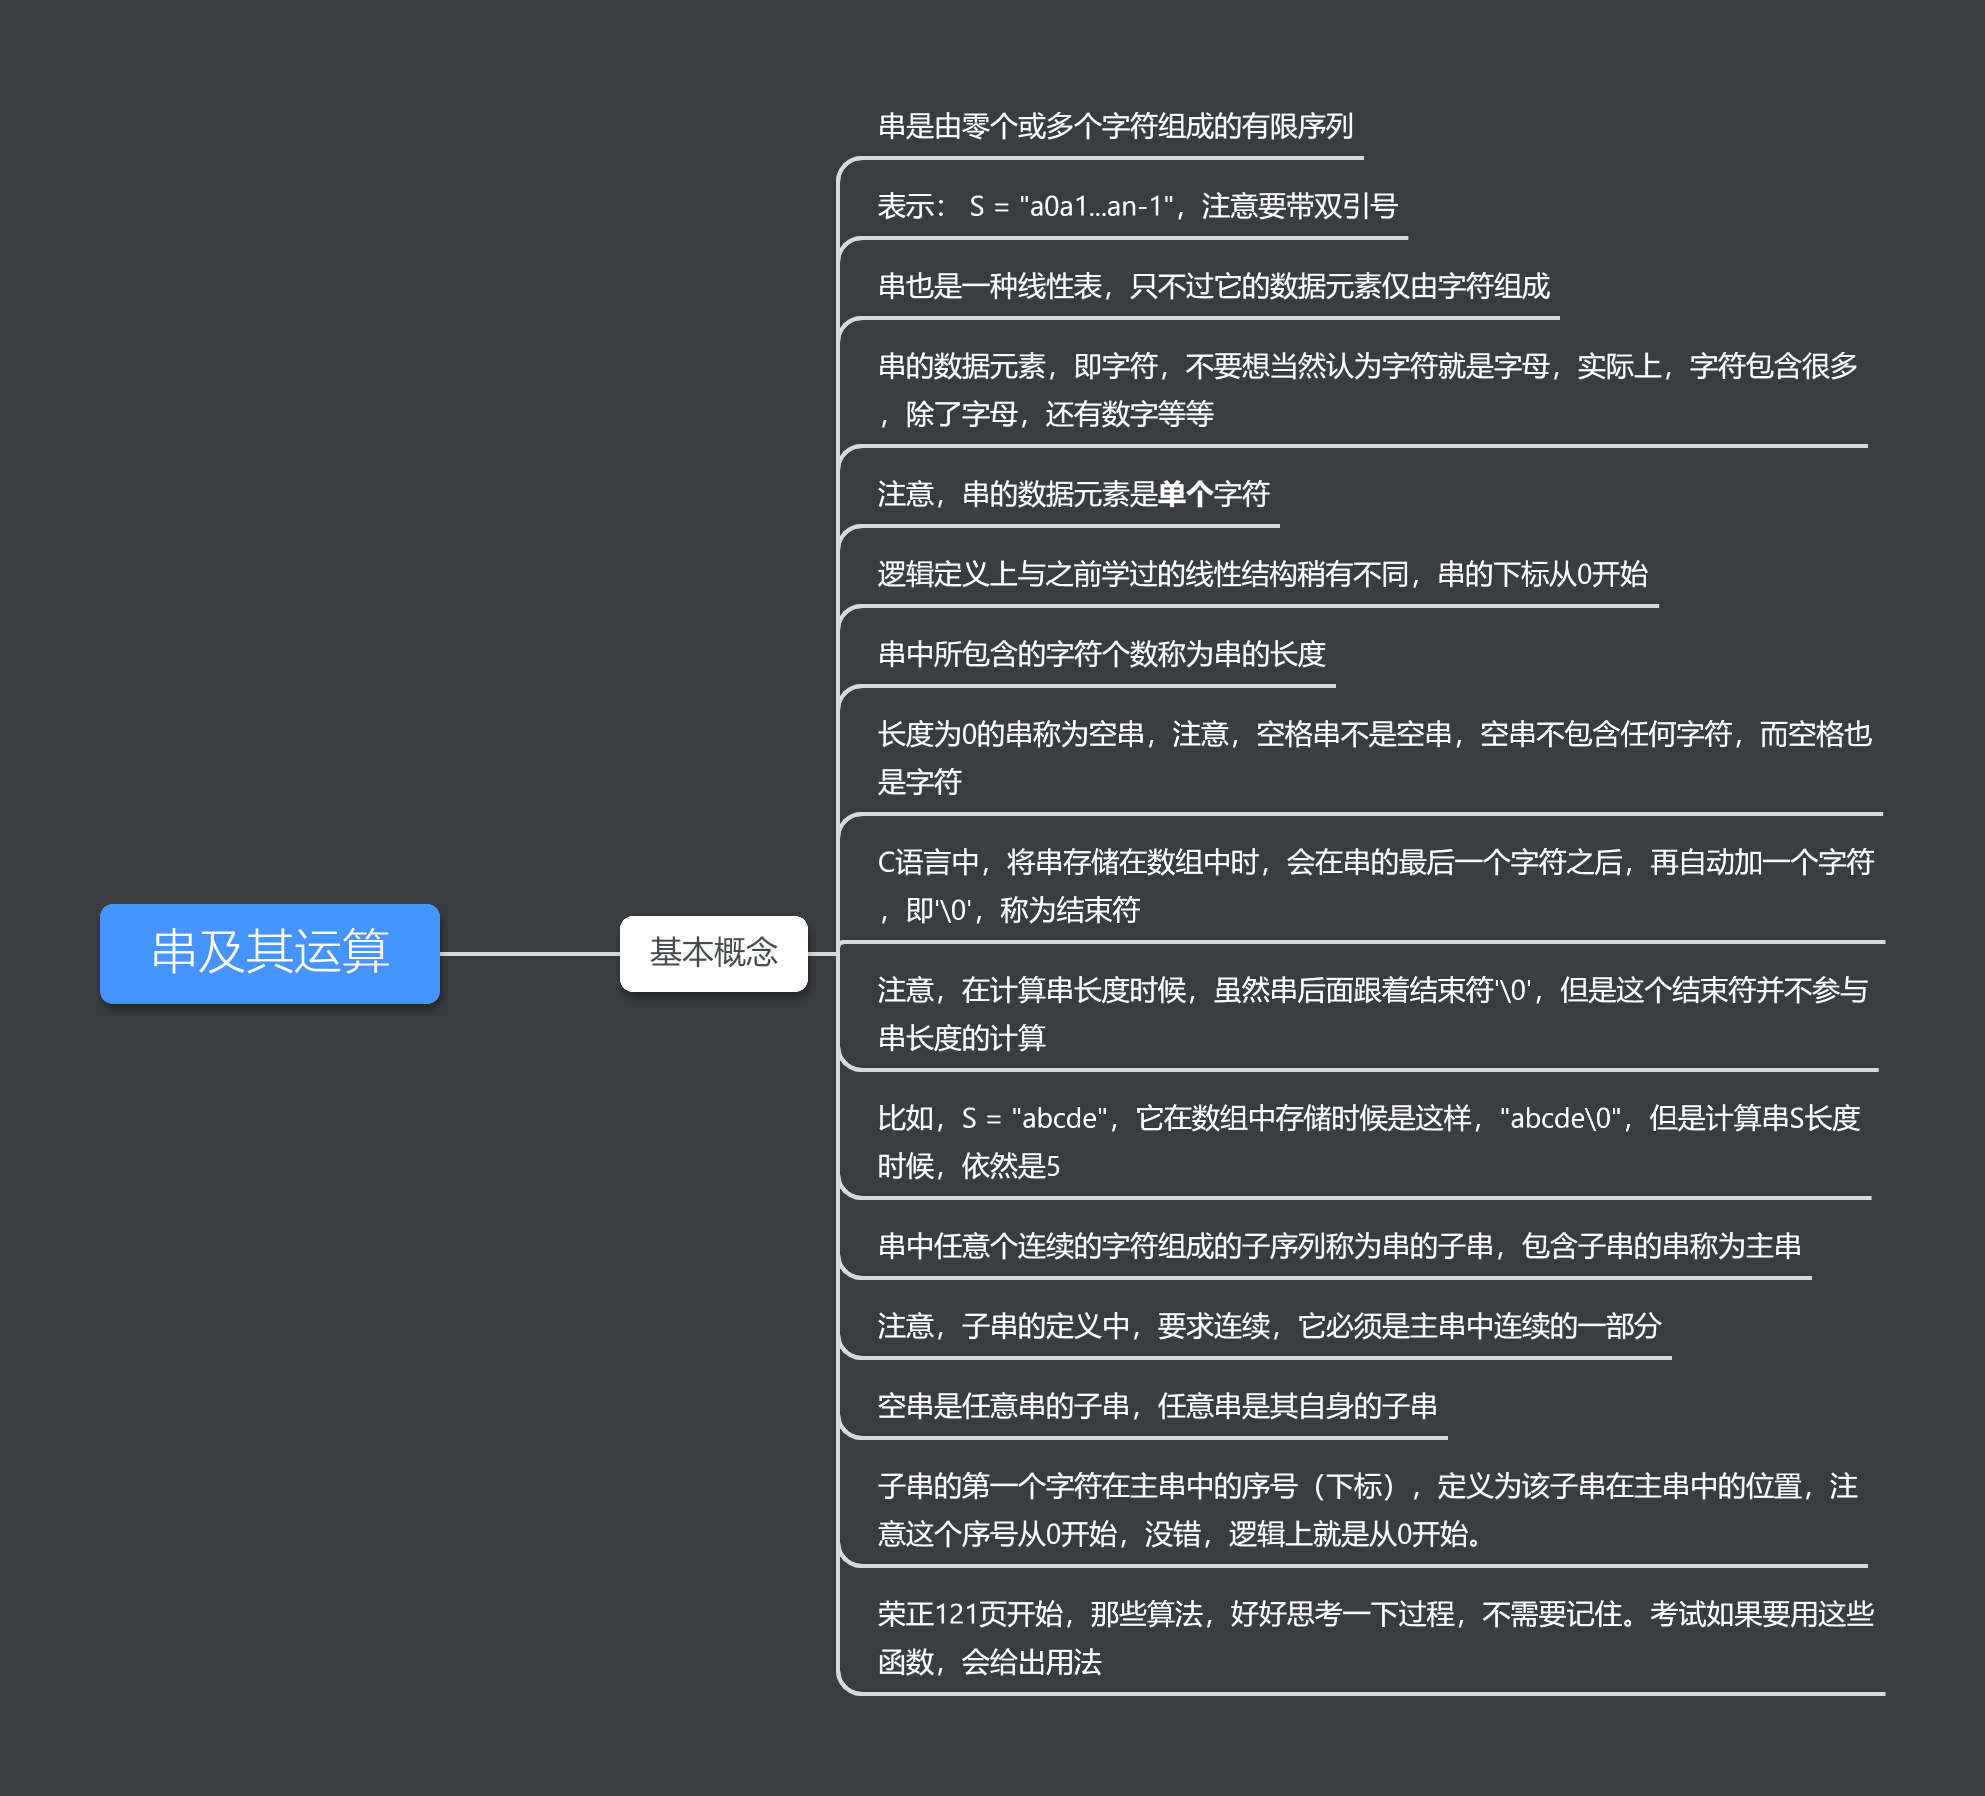 串及其运算
基本概念
串是由零个或多个字符组成的有限序列
表示： S = "a0a1...an-1"，注意要带双引号
串也是一种线性表，只不过它的数据元素仅由字符组成
串的数据元素，即字符，不要想当然认为字符就是字母，实际上，字符包含很多
，除了字母，还有数字等等
注意，串的数据元素是单个字符
逻辑定义上与之前学过的线性结构稍有不同，串的下标从0开始
串中所包含的字符个数称为串的长度
长度为0的串称为空串，注意，空格串不是空串，空串不包含任何字符，而空格也
是字符
C语言中，将串存储在数组中时，会在串的最后一个字符之后，再自动加一个字符
，即'\0'，称为结束符
注意，在计算串长度时候，虽然串后面跟着结束符'\0'，但是这个结束符并不参与
串长度的计算
比如，S = "abcde"，它在数组中存储时候是这样，"abcde\0"，但是计算串S长度
时候，依然是5
串中任意个连续的字符组成的子序列称为串的子串，包含子串的串称为主串
注意，子串的定义中，要求连续，它必须是主串中连续的一部分
空串是任意串的子串，任意串是其自身的子串
子串的第一个字符在主串中的序号（下标），定义为该子串在主串中的位置，注
意这个序号从0开始，没错，逻辑上就是从0开始。
荣正121页开始，那些算法，好好思考一下过程，不需要记住。考试如果要用这些
函数，会给出用法